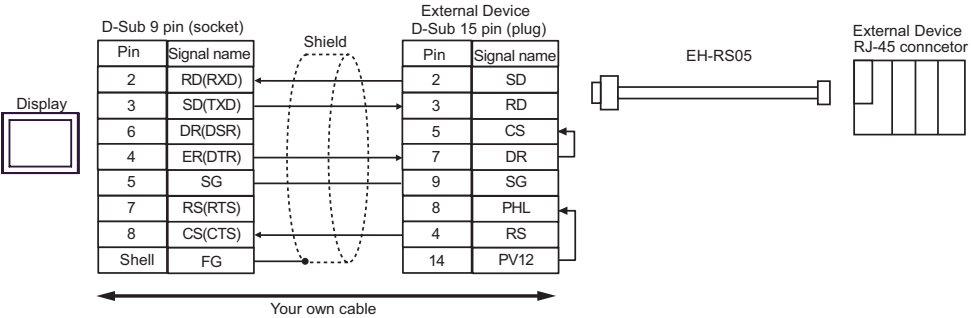 External Device
D-Sub 9 pin (socket) D-Sub 15 pin (plug)
External Device
RJ-45 conncetor
EH-RS05
Shield
Display
Pin Signal name Pin Signal name
2 RD(RXD) 2 SD
3 SD(TXD) 3 RD
6 DR(DSR) 5 CS
4 ER(DTR) 7 DR
5 SG 9 SG
7 RS(RTS) 8 PHL
8 CS(CTS) 4 RS
Shell FG 14 PV12
Your own cable